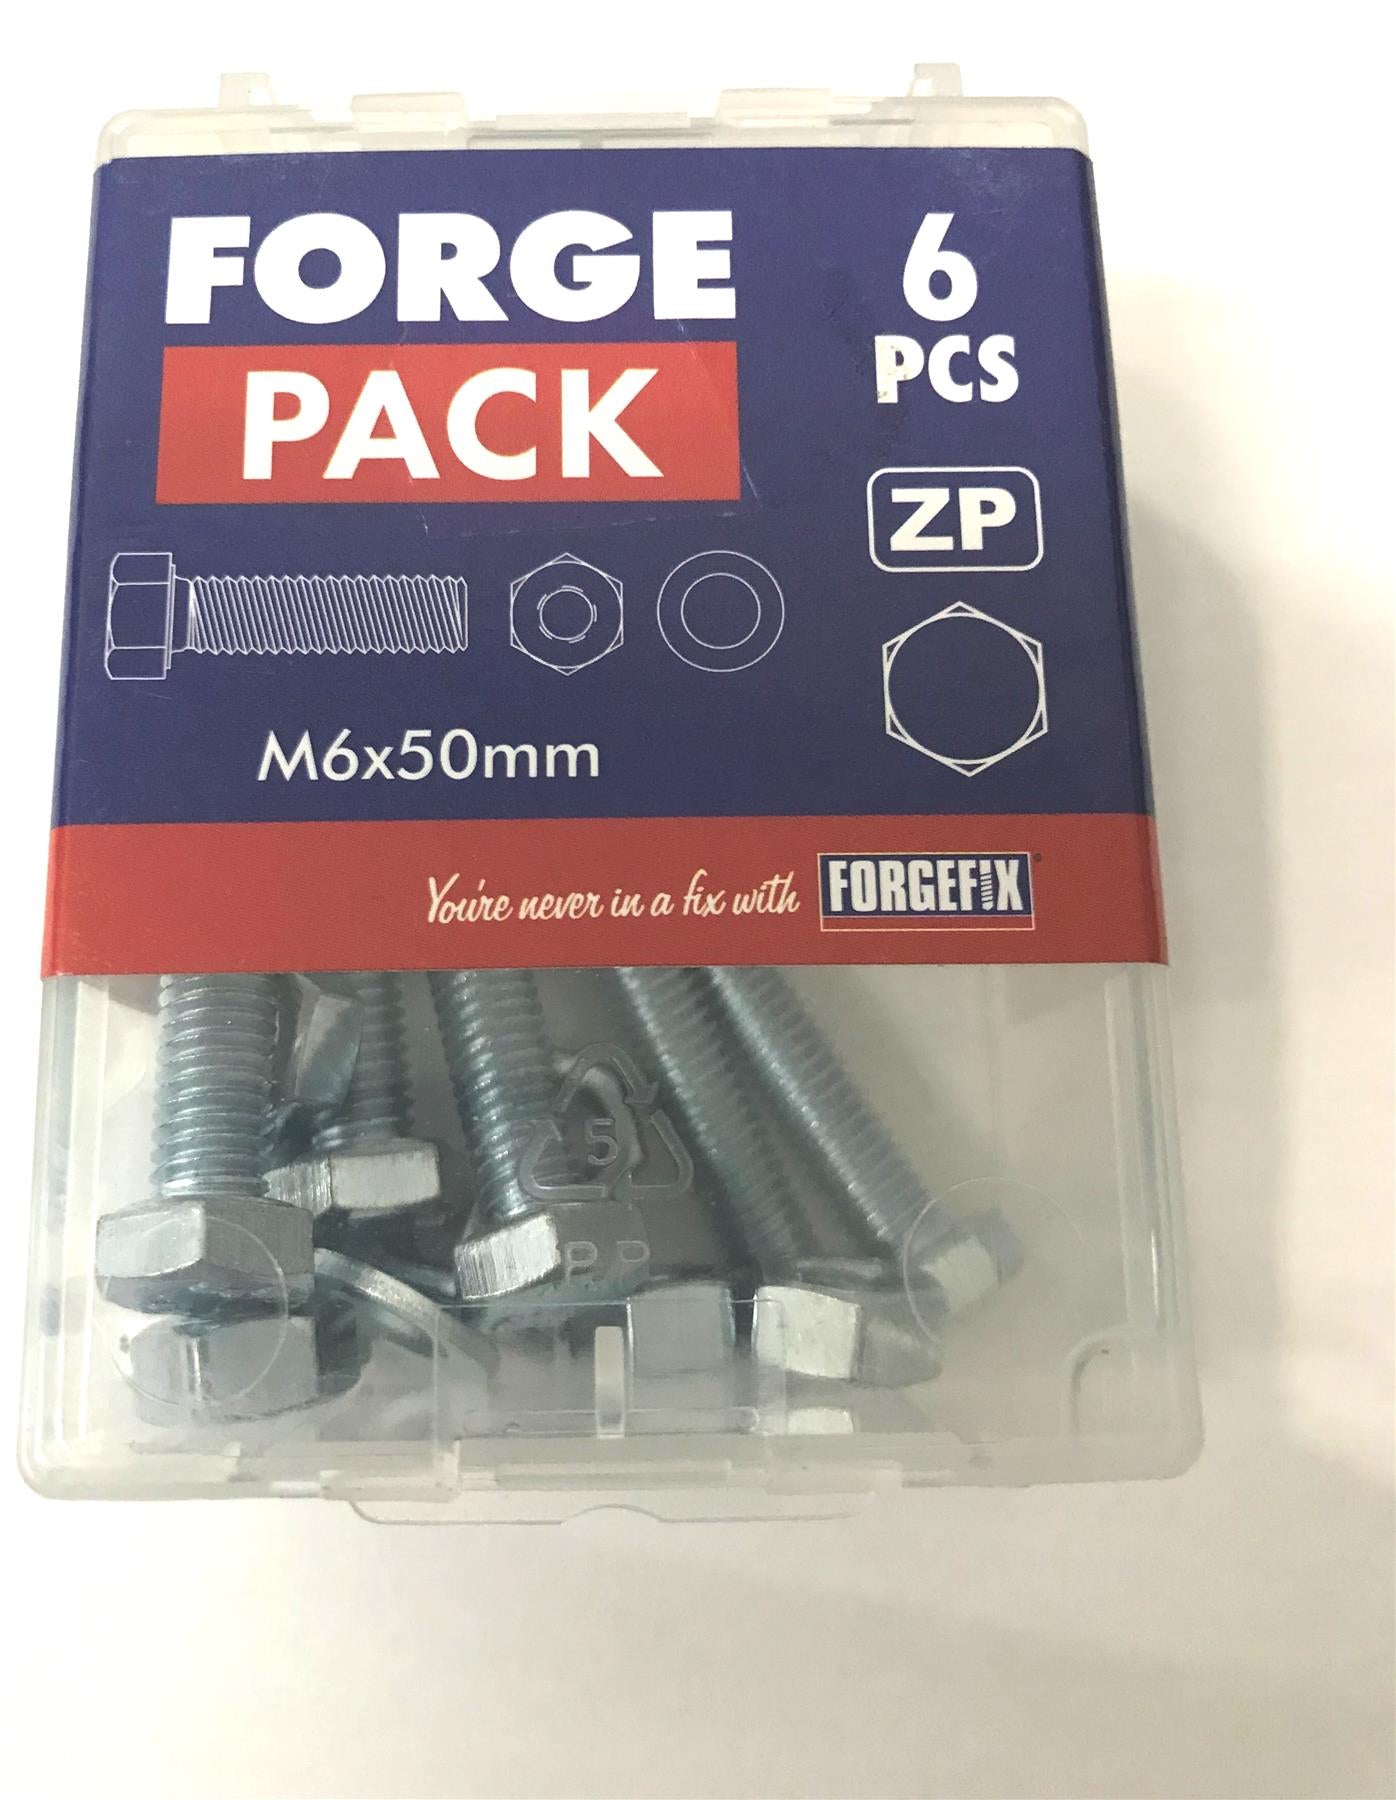 FORGE
PACK
6
PCS
ZP
M6x50mm
You're never in a fix with FORGEFIX
5
PP